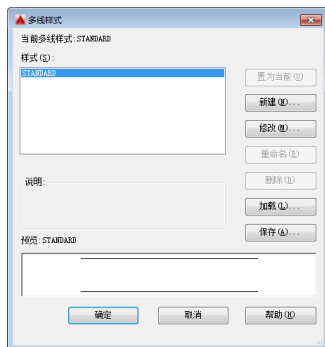 多线样式
当前多线样式:STANDARD
样式(S):
STANDARD
置为当前(U)
新建(N)...
修改(M)...
重命名(R)
删除(D)
加载(L)...
保存(A)...
说明:
预览:STANDARD
确定
取消
帮助(H)